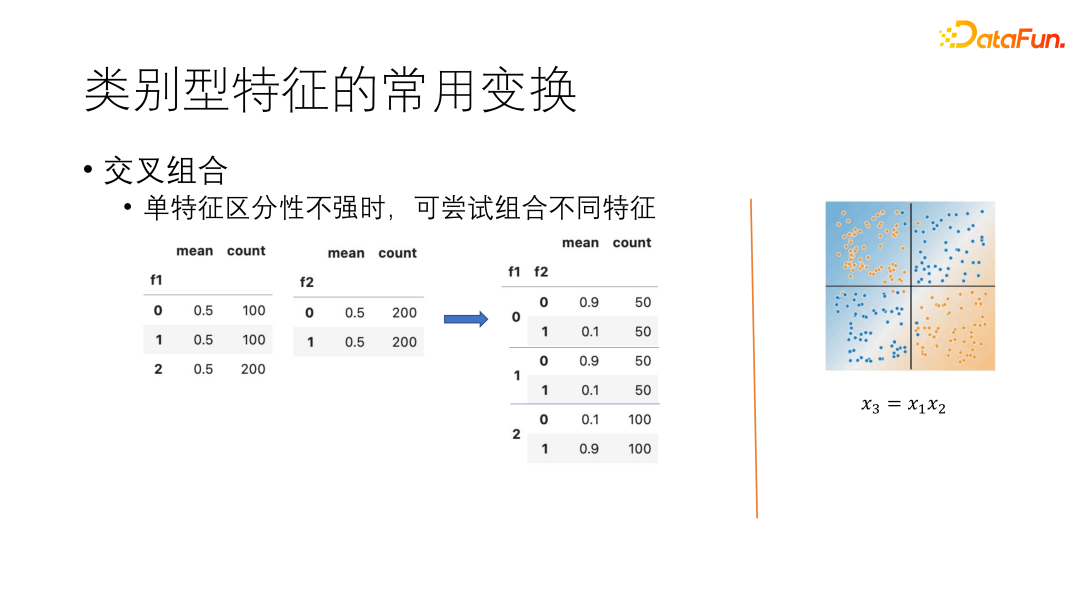 DataFun.
类别型特征的常用变换
• 交叉组合
• 单特征区分性不强时，可尝试组合不同特征
mean count
f1
0 0.5 100
1 0.5 100
2 0.5 200
mean count
f2
0 0.5 200
1 0.5 200
mean count
f1 f2
0 0 0.9 50
1 0.1 50
1 0 0.9 50
1 0.1 50
2 0 0.1 100
1 0.9 100
x₃ = x₁x₂